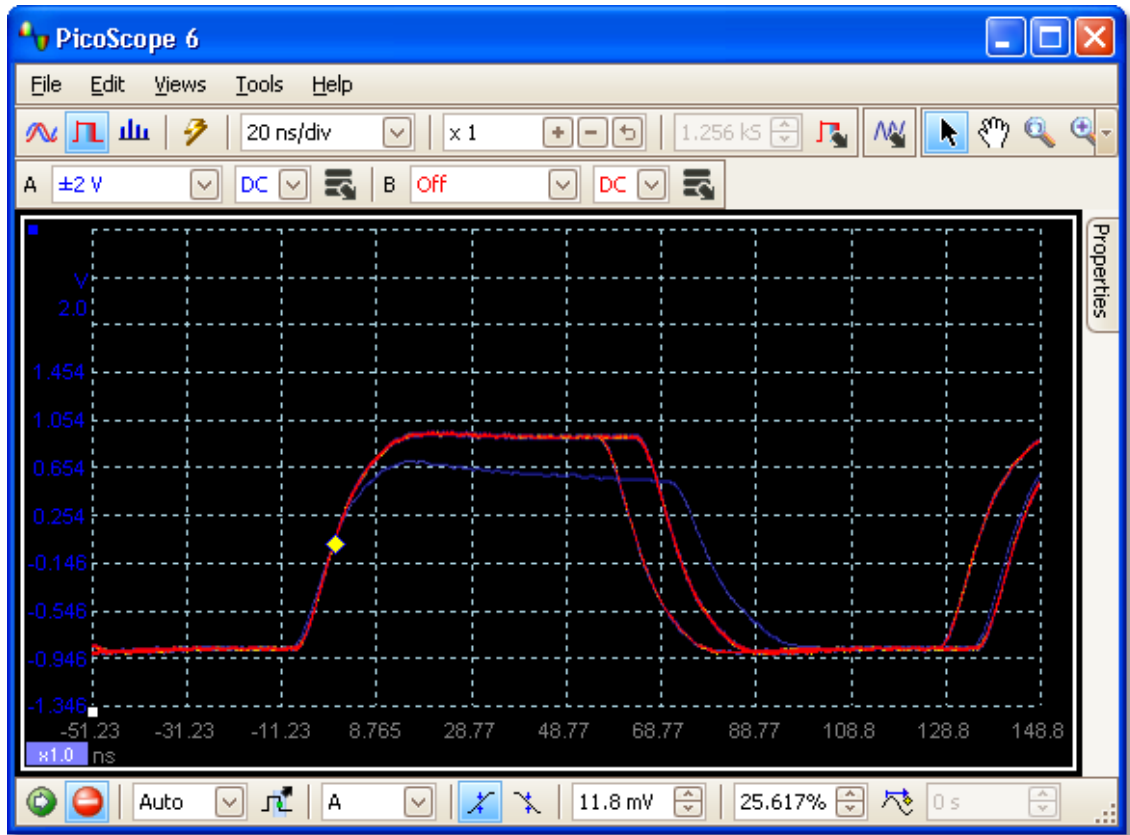 PicoScope 6
File Edit Views Tools Help
20 ns/div x 1 1.256 kS
A ±2 V DC B Off DC
Properties
V
2.0
1.454
1.054
0.654
0.254
-0.146
-0.546
-0.946
-1.346
-51.23 -31.23 -11.23 8.765 28.77 48.77 68.77 88.77 108.8 128.8 148.8
x1.0 ns
Auto A 11.8 mV 25.617% 0 s